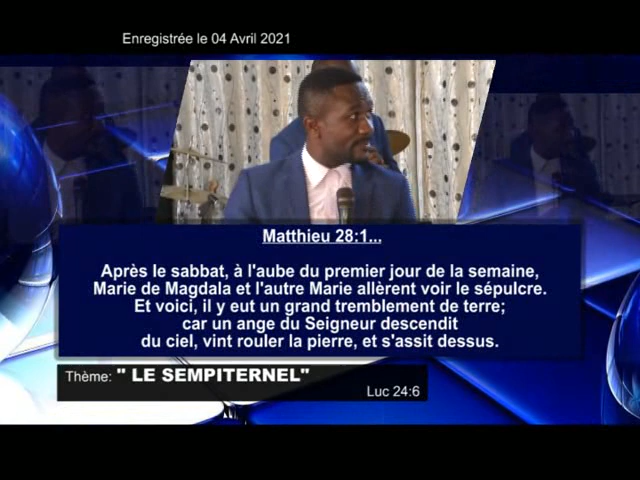 Enregistrée le 04 Avril 2021
Matthieu 28:1...
Après le sabbat, à l'aube du premier jour de la semaine,
Marie de Magdala et l'autre Marie allèrent voir le sépulcre.
Et voici, il y eut un grand tremblement de terre;
car un ange du Seigneur descendit
du ciel, vint rouler la pierre, et s'assit dessus.
Thème: " LE SEMPITERNEL"
Luc 24:6